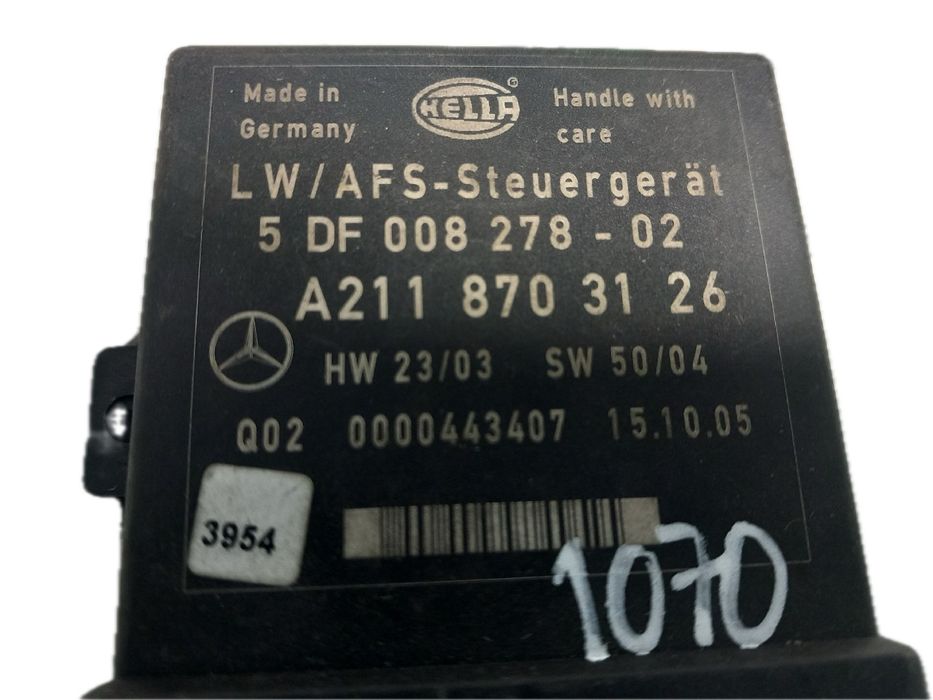 Made in HELLA Handle with
Germany care
LW/AFS-Steuergerät
5 DF 008 278 - 02
A211 870 31 26
HW 23/03 SW 50/04
Q02 0000443407 15.10.05
3954
1070